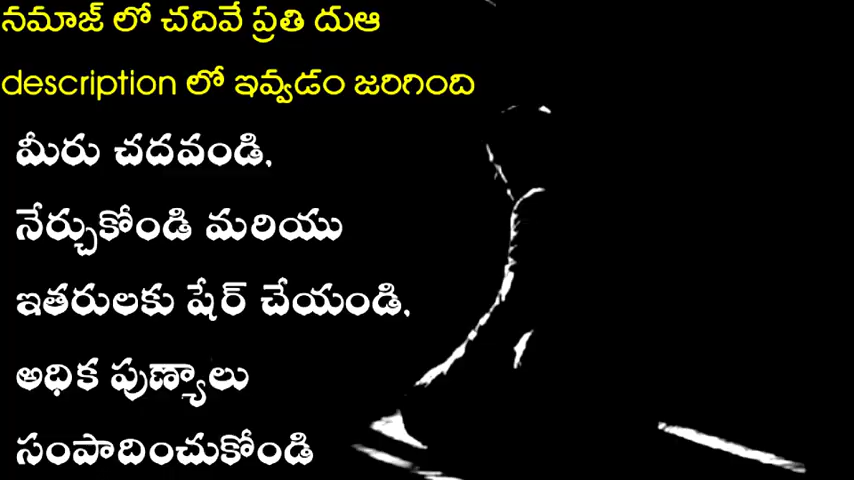 నమాజ్ లో చదివే ప్రతి దుఆ
description లో ఇవ్వడం జరిగింది
మీరు చదవండి,
నేర్చుకోండి మరియు
ఇతరులకు షేర్ చేయండి,
అధిక పుణ్యాలు
సంపాదించుకోండి